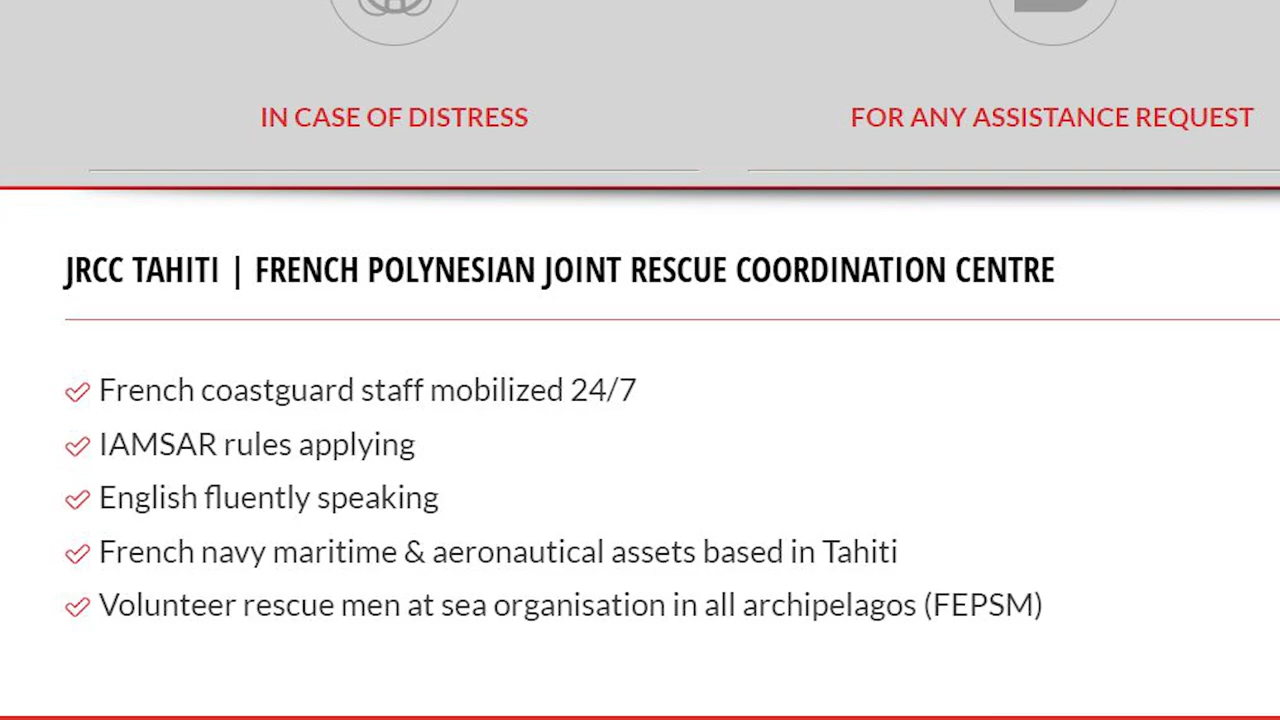 IN CASE OF DISTRESS
FOR ANY ASSISTANCE REQUEST
JRCC TAHITI | FRENCH POLYNESIAN JOINT RESCUE COORDINATION CENTRE
French coastguard staff mobilized 24/7
IAMSAR rules applying
English fluently speaking
French navy maritime & aeronautical assets based in Tahiti
Volunteer rescue men at sea organisation in all archipelagos (FEPSM)